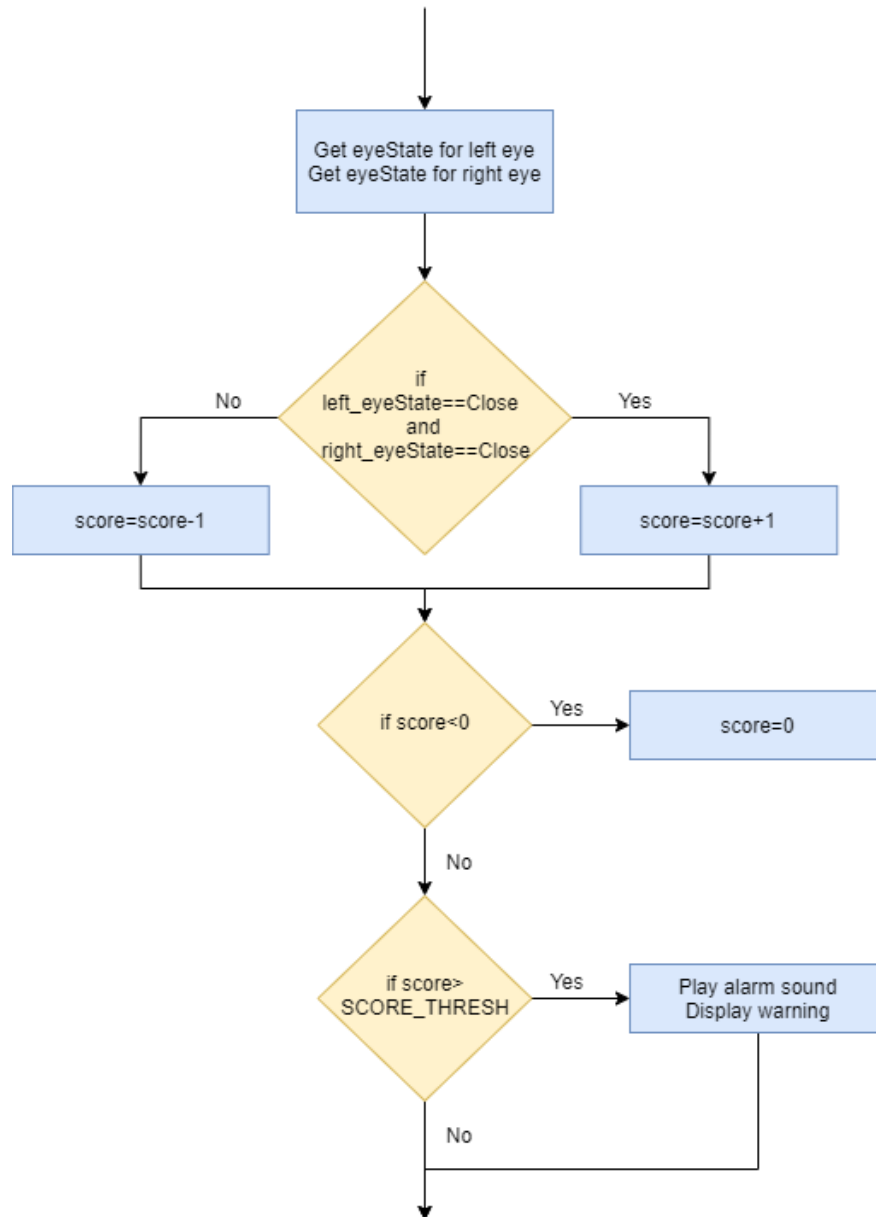 Get eyeState for left eye
Get eyeState for right eye
if
left_eyeState==Close
and
right_eyeState==Close
No
Yes
score=score-1
score=score+1
if score<0
Yes
score=0
No
if score>
SCORE_THRESH
Yes
Play alarm sound
Display warning
No